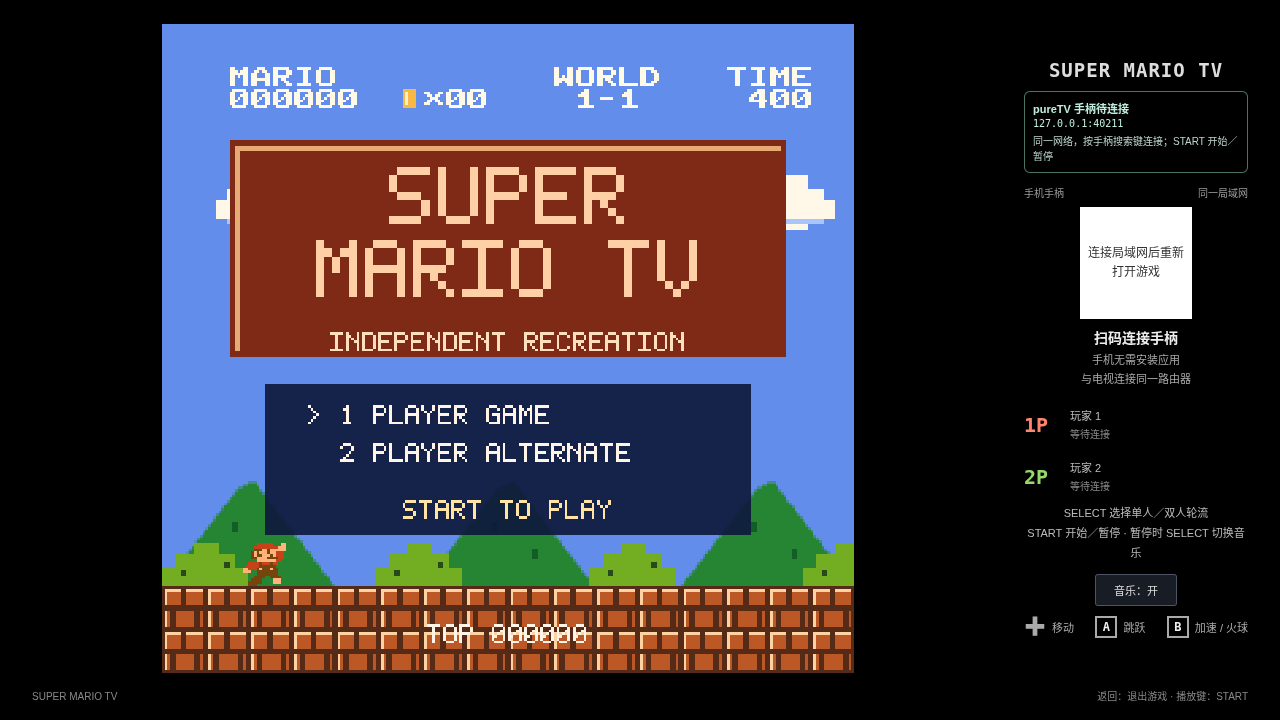 MARIO
000000
×00
WORLD
1-1
TIME
400
SUPER
MARIO TV
INDEPENDENT RECREATION
> 1 PLAYER GAME
2 PLAYER ALTERNATE
START TO PLAY
TOP 000000
SUPER MARIO TV
SUPER MARIO TV
pureTV 手柄待连接
127.0.0.1:40211
同一网络，按手柄搜索键连接；START 开始／
暂停
手机手柄
同一局域网
连接局域网后重新
打开游戏
扫码连接手柄
手机无需安装应用
与电视连接同一路由器
1P
玩家 1
等待连接
2P
玩家 2
等待连接
SELECT 选择单人／双人轮流
START 开始／暂停 · 暂停时 SELECT 切换音
乐
音乐：开
移动
A
跳跃
B
加速 / 火球
返回：退出游戏 · 播放键：START